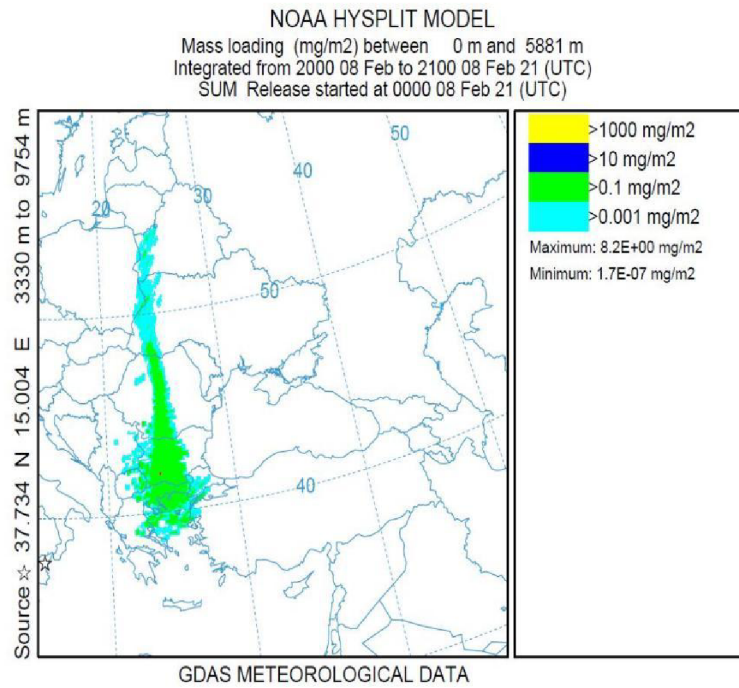 NOAA HYSPLIT MODEL
Mass loading (mg/m2) between 0 m and 5881 m
Integrated from 2000 08 Feb to 2100 08 Feb 21 (UTC)
SUM Release started at 0000 08 Feb 21 (UTC)
Source ☆ 37.734 N 15.004 E 3330 m to 9754 m
50
40
30
20
50
40
>1000 mg/m2
>10 mg/m2
>0.1 mg/m2
>0.001 mg/m2
Maximum: 8.2E+00 mg/m2
Minimum: 1.7E-07 mg/m2
GDAS METEOROLOGICAL DATA